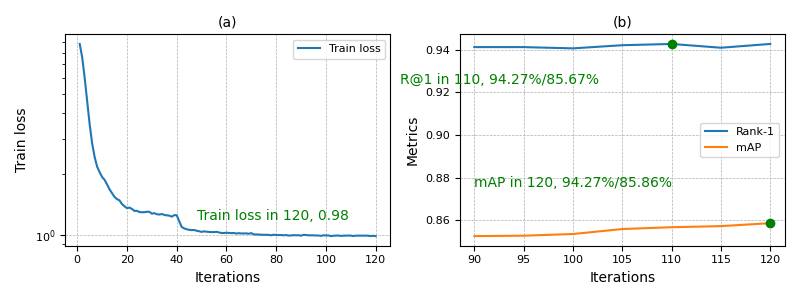 (a)
Train loss
Train loss
Train loss in 120, 0.98
10⁰
0 20 40 60 80 100 120
Iterations
(b)
Metrics
0.94
0.92
0.90
0.88
0.86
R@1 in 110, 94.27%/85.67%
Rank-1
mAP
mAP in 120, 94.27%/85.86%
90 95 100 105 110 115 120
Iterations